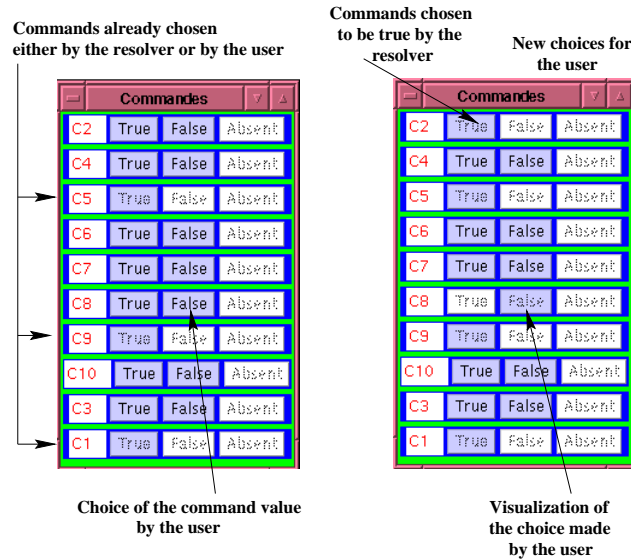 Commands already chosen
either by the resolver or by the user
Commandes
C2 True False Absent
C4 True False Absent
C5 True False Absent
C6 True False Absent
C7 True False Absent
C8 True False Absent
C9 True False Absent
C10 True False Absent
C3 True False Absent
C1 True False Absent
Choice of the command value
by the user
Commands chosen
to be true by the
resolver
New choices for
the user
Commandes
C2 True False Absent
C4 True False Absent
C5 True False Absent
C6 True False Absent
C7 True False Absent
C8 True False Absent
C9 True False Absent
C10 True False Absent
C3 True False Absent
C1 True False Absent
Visualization of
the choice made
by the user